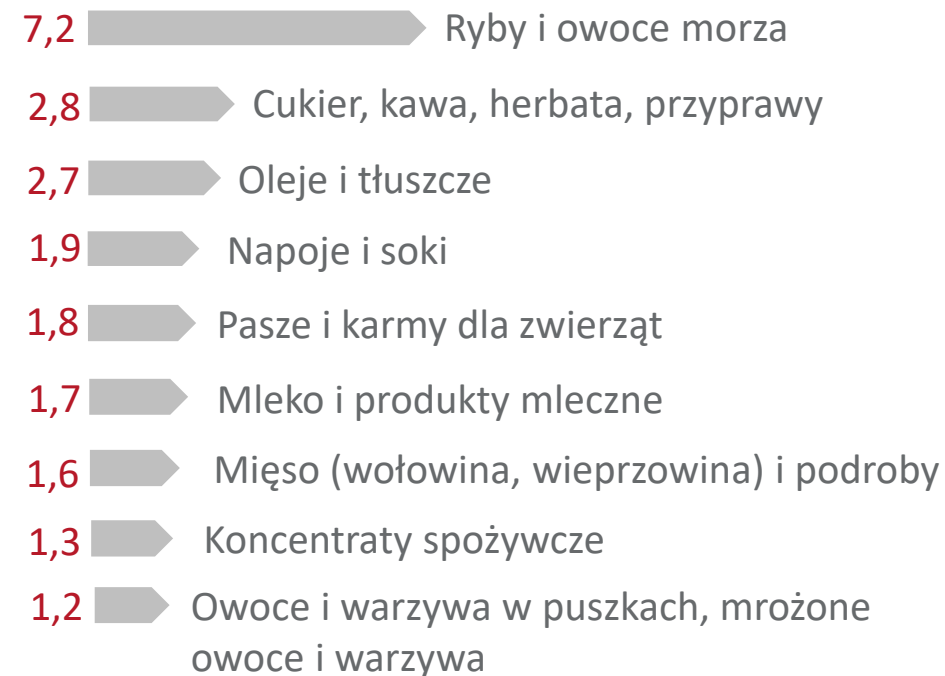 7,2 Ryby i owoce morza
2,8 Cukier, kawa, herbata, przyprawy
2,7 Oleje i tłuszcze
1,9 Napoje i soki
1,8 Pasze i karmy dla zwierząt
1,7 Mleko i produkty mleczne
1,6 Mięso (wołowina, wieprzowina) i podroby
1,3 Koncentraty spożywcze
1,2 Owoce i warzywa w puszkach, mrożone
owoce i warzywa